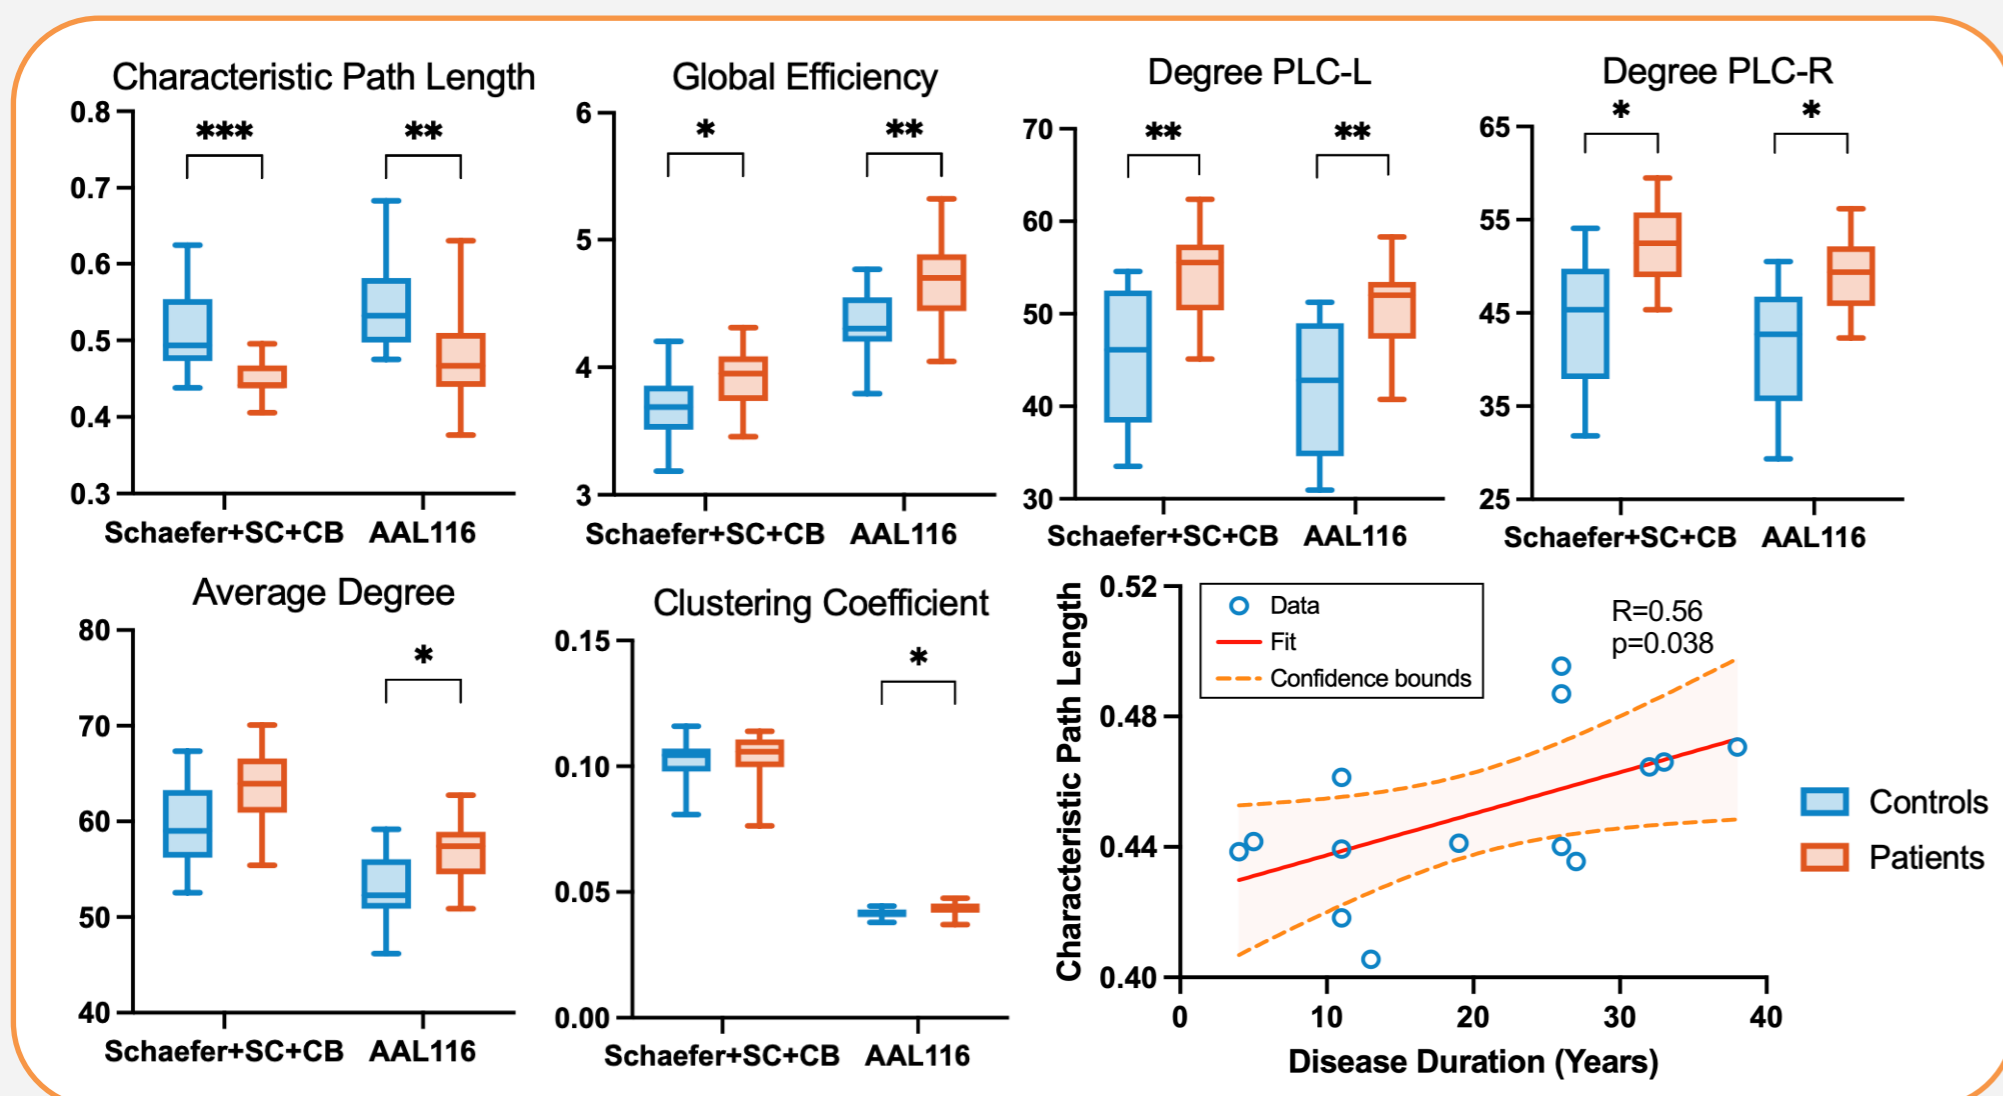 Characteristic Path Length
0.8
0.7
0.6
0.5
0.4
0.3
*** **
Schaefer+SC+CB AAL116
Global Efficiency
6
5
4
3
* **
Schaefer+SC+CB AAL116
Degree PLC-L
70
60
50
40
30
** **
Schaefer+SC+CB AAL116
Degree PLC-R
65
55
45
35
25
* *
Schaefer+SC+CB AAL116
Average Degree
80
70
60
50
40
*
Schaefer+SC+CB AAL116
Clustering Coefficient
0.15
0.10
0.05
0.00
*
Schaefer+SC+CB AAL116
Characteristic Path Length
0.52
0.48
0.44
0.40
Data
Fit
Confidence bounds
R=0.56
p=0.038
0 10 20 30 40
Disease Duration (Years)
Controls
Patients